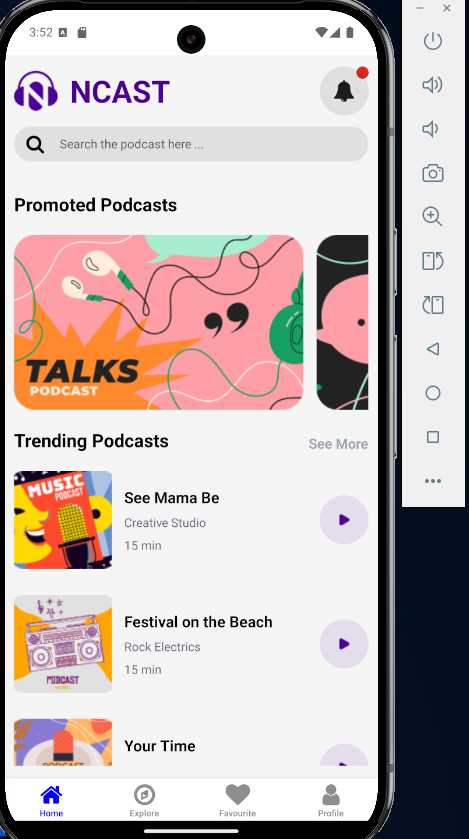 3:52
NCAST
Search the podcast here ...
Promoted Podcasts
TALKS
PODCAST
Trending Podcasts
See More
MUSIC
PODCAST
See Mama Be
Creative Studio
15 min
Festival on the Beach
Rock Electrics
15 min
PODCAST
MUSIC
Your Time
PODCAST
Home
Explore
Favourite
Profile